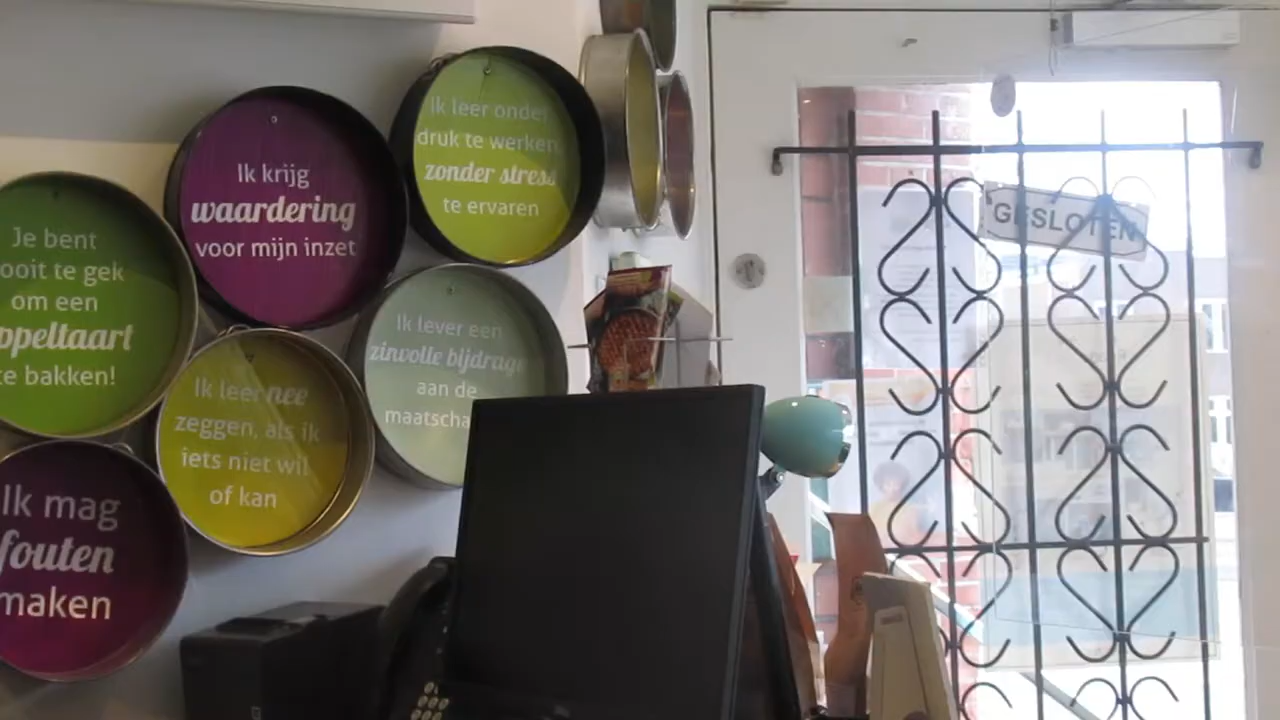 Je bent
ooit te gek
om een
ppeltaart
te bakken!
Ik krijg
waardering
voor mijn inzet
Ik leer onder
druk te werken
zonder stress
te ervaren
Ik leer nee
zeggen, als ik
iets niet wil
of kan
Ik lever een
zinvolle bijdrage
aan de
maatscha
Ik mag
fouten
maken
GESLOTEN